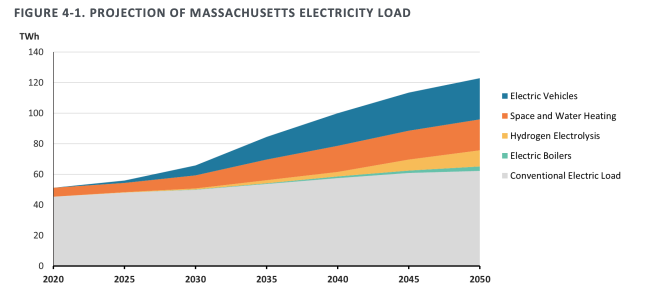 FIGURE 4-1. PROJECTION OF MASSACHUSETTS ELECTRICITY LOAD
TWh
140
120
100
80
60
40
20
0
2020 2025 2030 2035 2040 2045 2050
Electric Vehicles
Space and Water Heating
Hydrogen Electrolysis
Electric Boilers
Conventional Electric Load